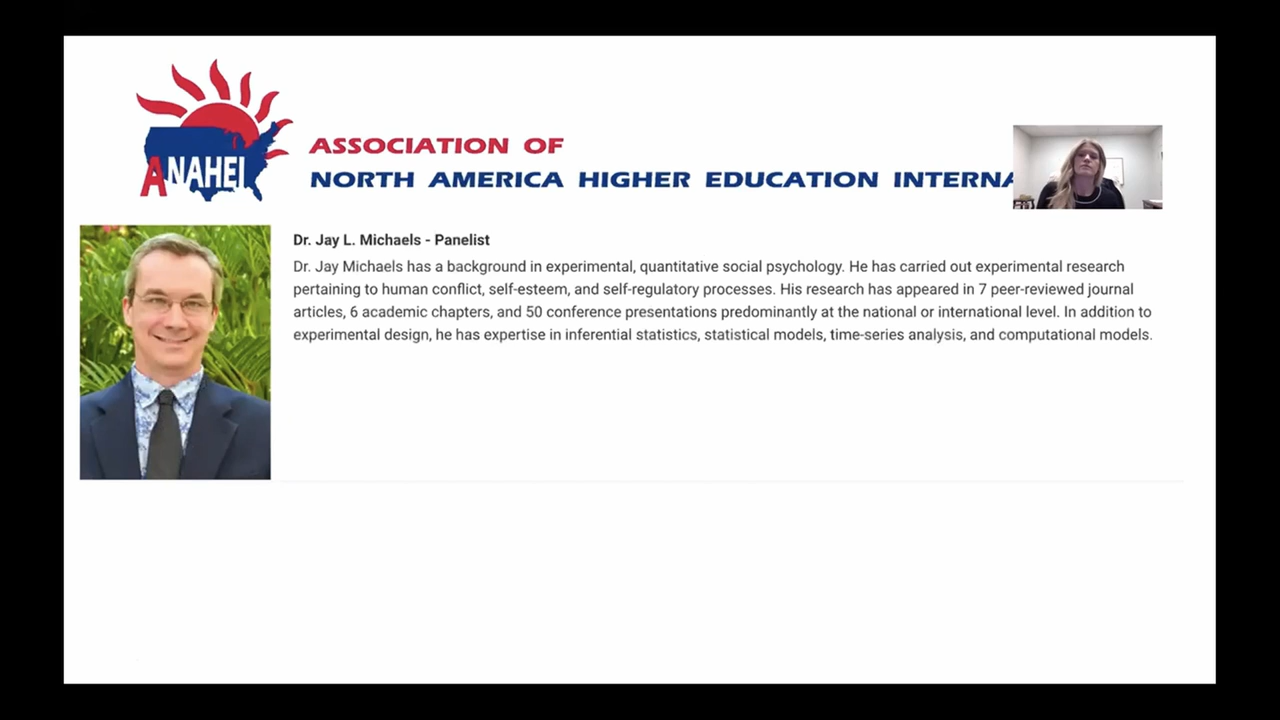 ANAHEI
ASSOCIATION OF
NORTH AMERICA HIGHER EDUCATION
Dr. Jay L. Michaels - Panelist
Dr. Jay Michaels has a background in experimental, quantitative social psychology. He has carried out experimental research
pertaining to human conflict, self-esteem, and self-regulatory processes. His research has appeared in 7 peer-reviewed journal
articles, 6 academic chapters, and 50 conference presentations predominantly at the national or international level. In addition to
experimental design, he has expertise in inferential statistics, statistical models, time-series analysis, and computational models.